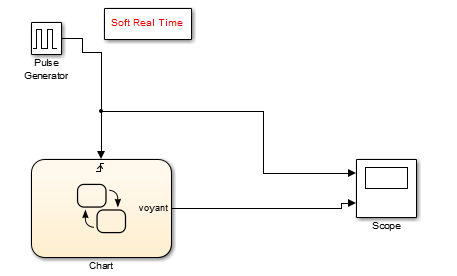 Soft Real Time
Pulse
Generator
voyant
Scope
Chart